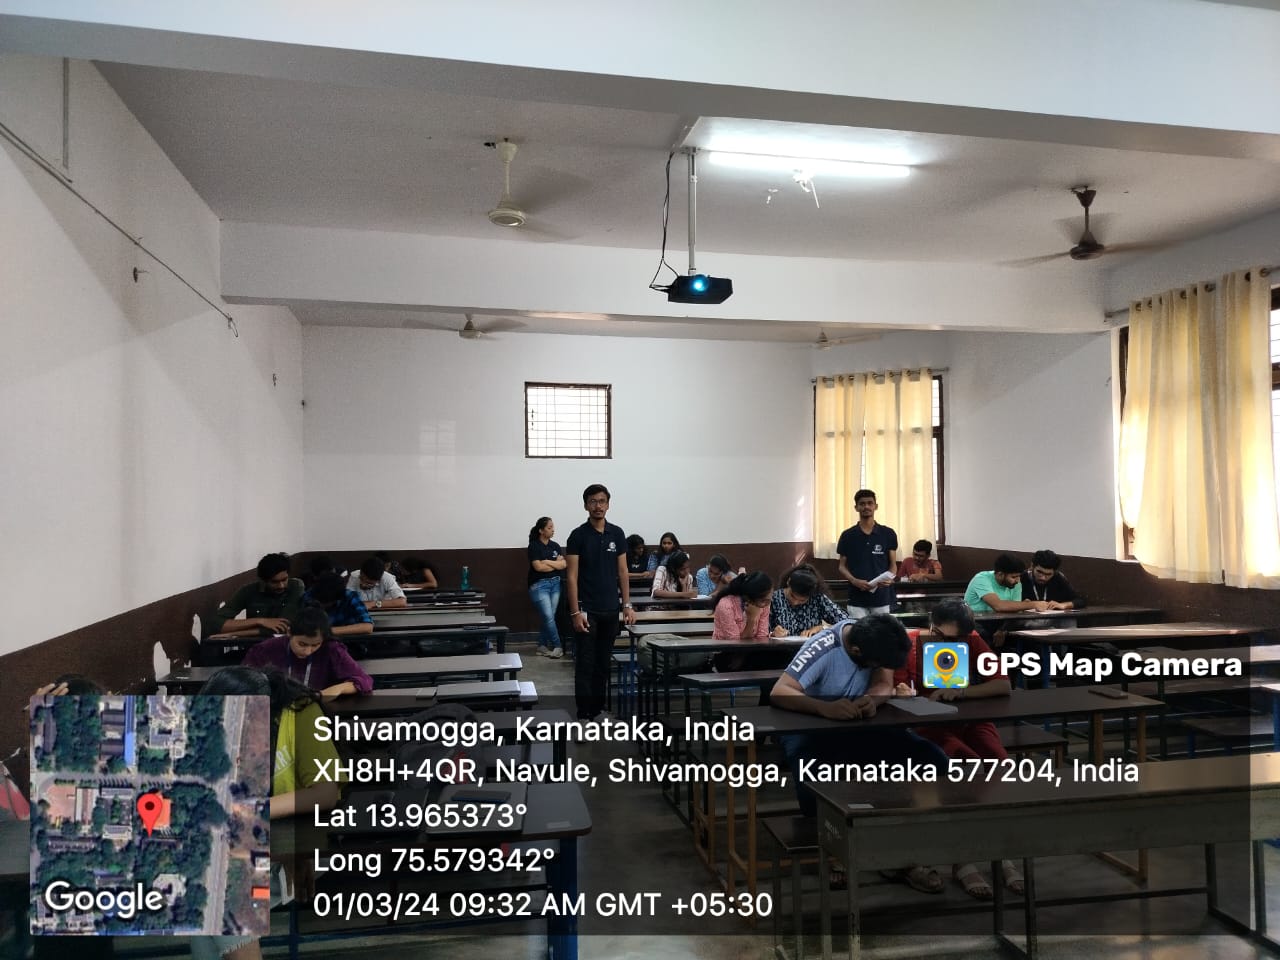 GPS Map Camera
Shivamogga, Karnataka, India
XH8H+4QR, Navule, Shivamogga, Karnataka 577204, India
Lat 13.965373°
Long 75.579342°
01/03/24 09:32 AM GMT +05:30
Google